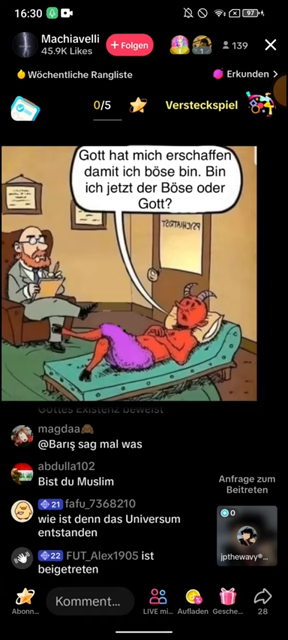 16:30
97
Machiavelli
45.9K Likes
+ Folgen
139
Wöchentliche Rangliste
Erkunden >
0/5
Versteckspiel
Gott hat mich erschaffen
damit ich böse bin. Bin
ich jetzt der Böse oder
Gott?
PSYCHIATRIST
Gottes Existenz beweist
magdaa🙈
@Barış sag mal was
abdulla102
Bist du Muslim
21 fafu_7368210
wie ist denn das Universum
entstanden
22 FUT_Alex1905 ist
beigetreten
Anfrage zum
Beitreten
0
jpthewavy®...
Abonn...
Komment...
LIVE mi...
Aufladen
Gesche...
28